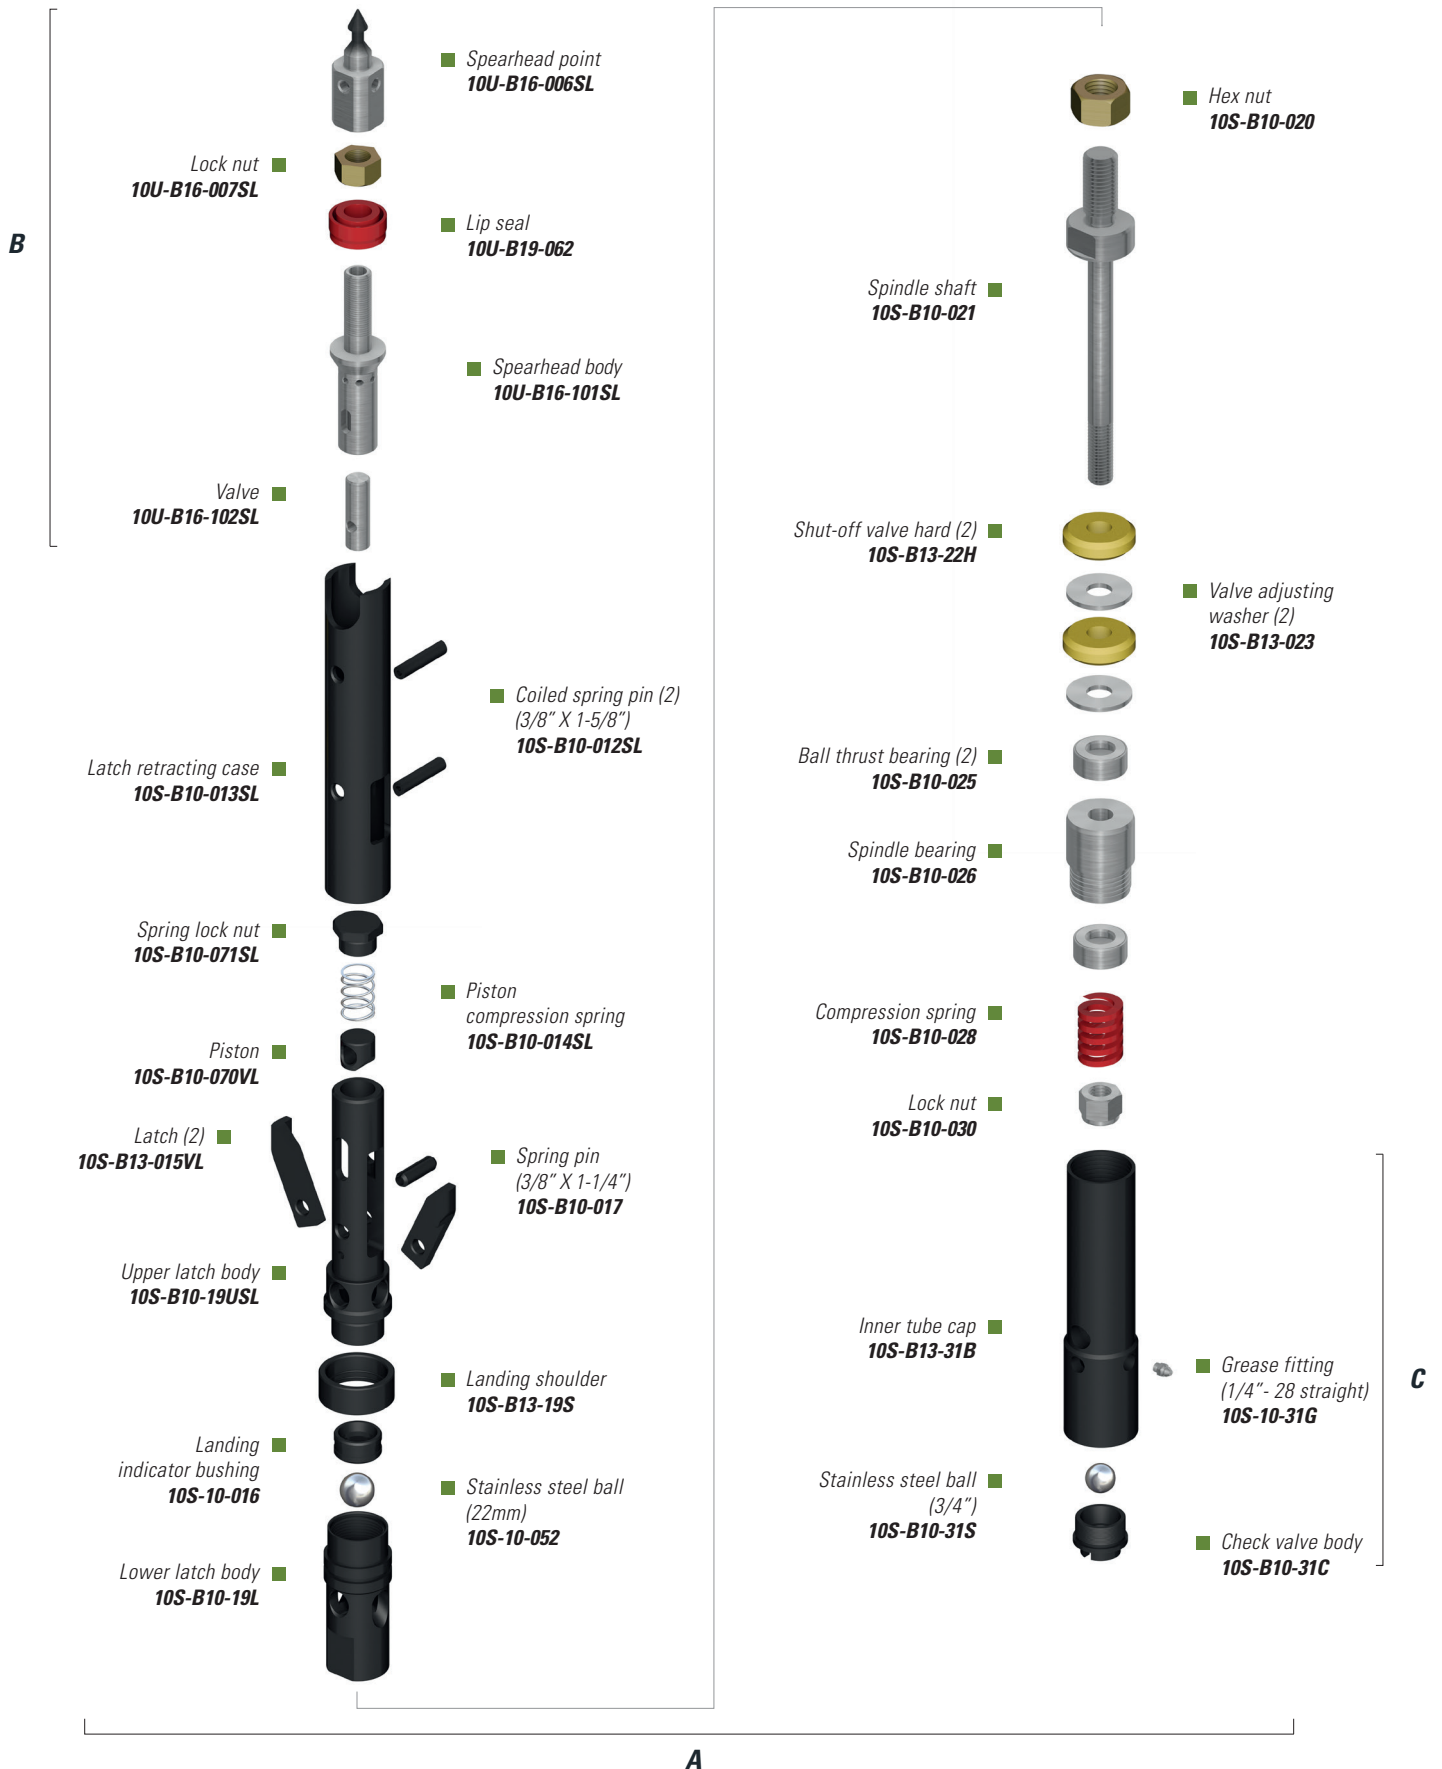 B
Spearhead point
10U-B16-006SL
Lock nut
10U-B16-007SL
Lip seal
10U-B19-062
Spearhead body
10U-B16-101SL
Valve
10U-B16-102SL
Coiled spring pin (2)
(3/8” X 1-5/8”)
10S-B10-012SL
Latch retracting case
10S-B10-013SL
Spring lock nut
10S-B10-071SL
Piston
compression spring
10S-B10-014SL
Piston
10S-B10-070VL
Latch (2)
10S-B13-015VL
Spring pin
(3/8” X 1-1/4”)
10S-B10-017
Upper latch body
10S-B10-19USL
Landing shoulder
10S-B13-19S
Landing
indicator bushing
10S-10-016
Stainless steel ball
(22mm)
10S-10-052
Lower latch body
10S-B10-19L
Hex nut
10S-B10-020
Spindle shaft
10S-B10-021
Shut-off valve hard (2)
10S-B13-22H
Valve adjusting
washer (2)
10S-B13-023
Ball thrust bearing (2)
10S-B10-025
Spindle bearing
10S-B10-026
Compression spring
10S-B10-028
Lock nut
10S-B10-030
Inner tube cap
10S-B13-31B
Grease fitting
(1/4”- 28 straight)
10S-10-31G
C
Stainless steel ball
(3/4”)
10S-B10-31S
Check valve body
10S-B10-31C
A